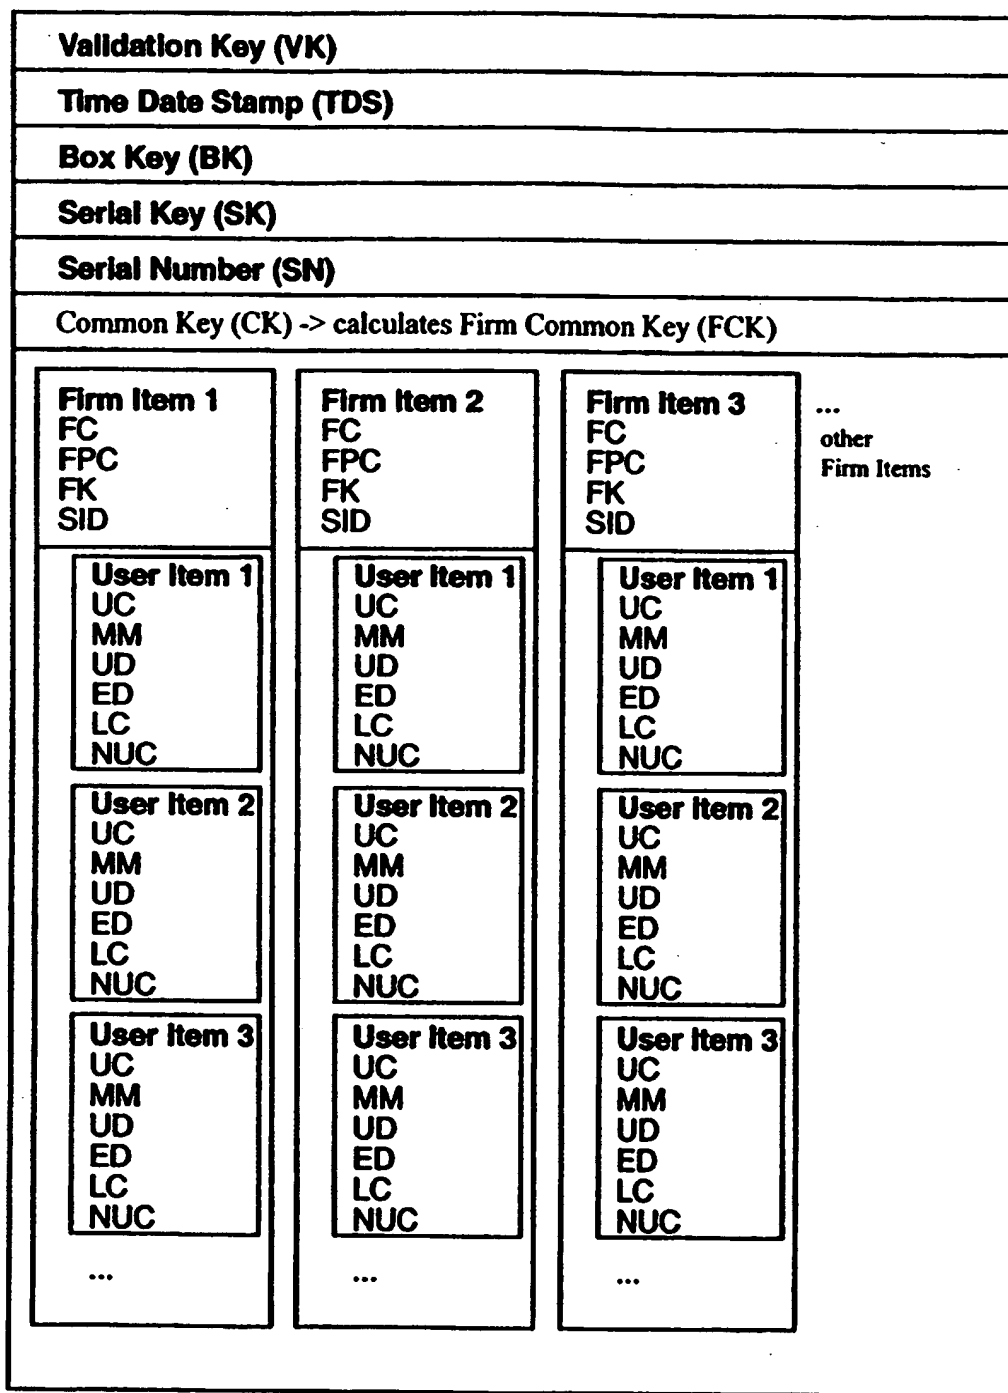 Validation Key (VK)
Time Date Stamp (TDS)
Box Key (BK)
Serial Key (SK)
Serial Number (SN)
Common Key (CK) -> calculates Firm Common Key (FCK)
Firm Item 1
FC
FPC
FK
SID
User Item 1
UC
MM
UD
ED
LC
NUC
User Item 2
UC
MM
UD
ED
LC
NUC
User Item 3
UC
MM
UD
ED
LC
NUC
...
Firm Item 2
FC
FPC
FK
SID
User Item 1
UC
MM
UD
ED
LC
NUC
User Item 2
UC
MM
UD
ED
LC
NUC
User Item 3
UC
MM
UD
ED
LC
NUC
...
Firm Item 3
FC
FPC
FK
SID
User Item 1
UC
MM
UD
ED
LC
NUC
User Item 2
UC
MM
UD
ED
LC
NUC
User Item 3
UC
MM
UD
ED
LC
NUC
...
...
other
Firm Items